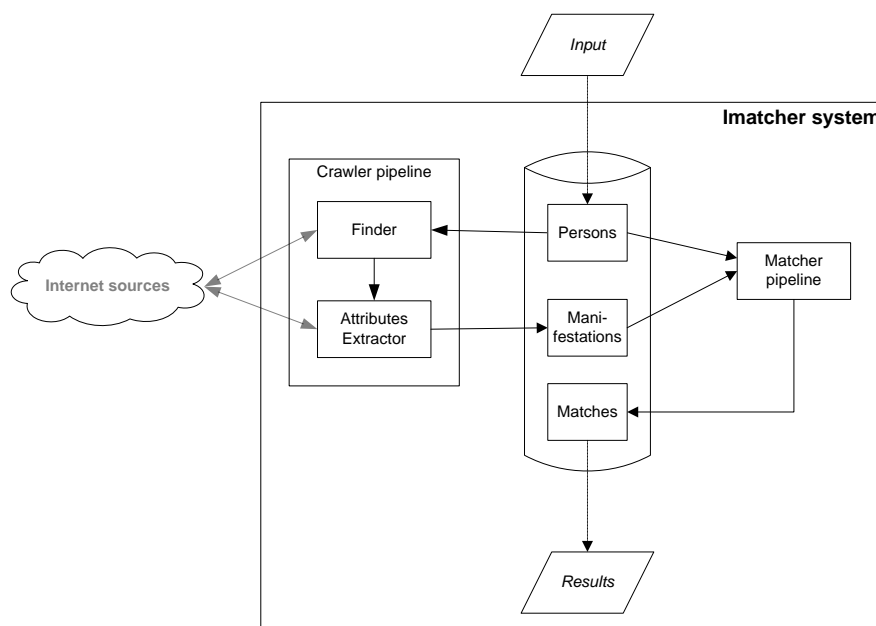 Input
Imatcher system
Crawler pipeline
Finder
Persons
Matcher
pipeline
Internet sources
Attributes
Extractor
Mani-
festations
Matches
Results